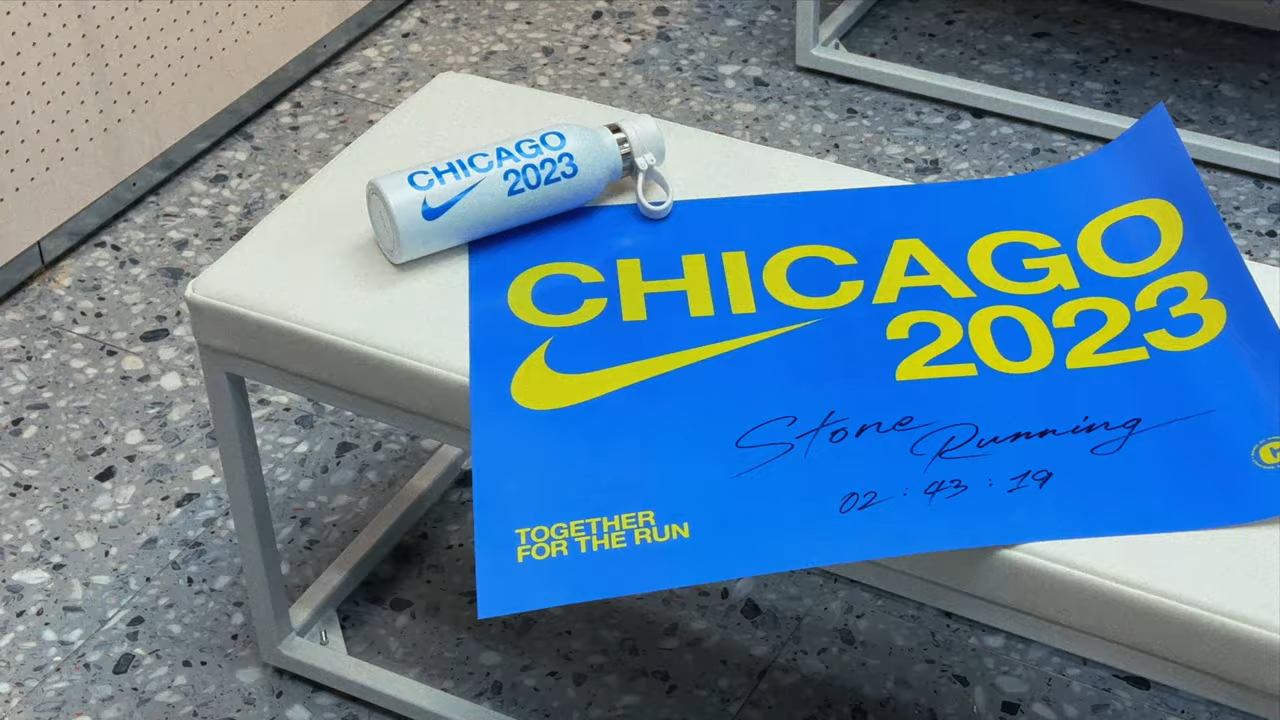 CHICAGO
2023
CHICAGO
2023
Stone Running
02 : 43 : 19
TOGETHER
FOR THE RUN